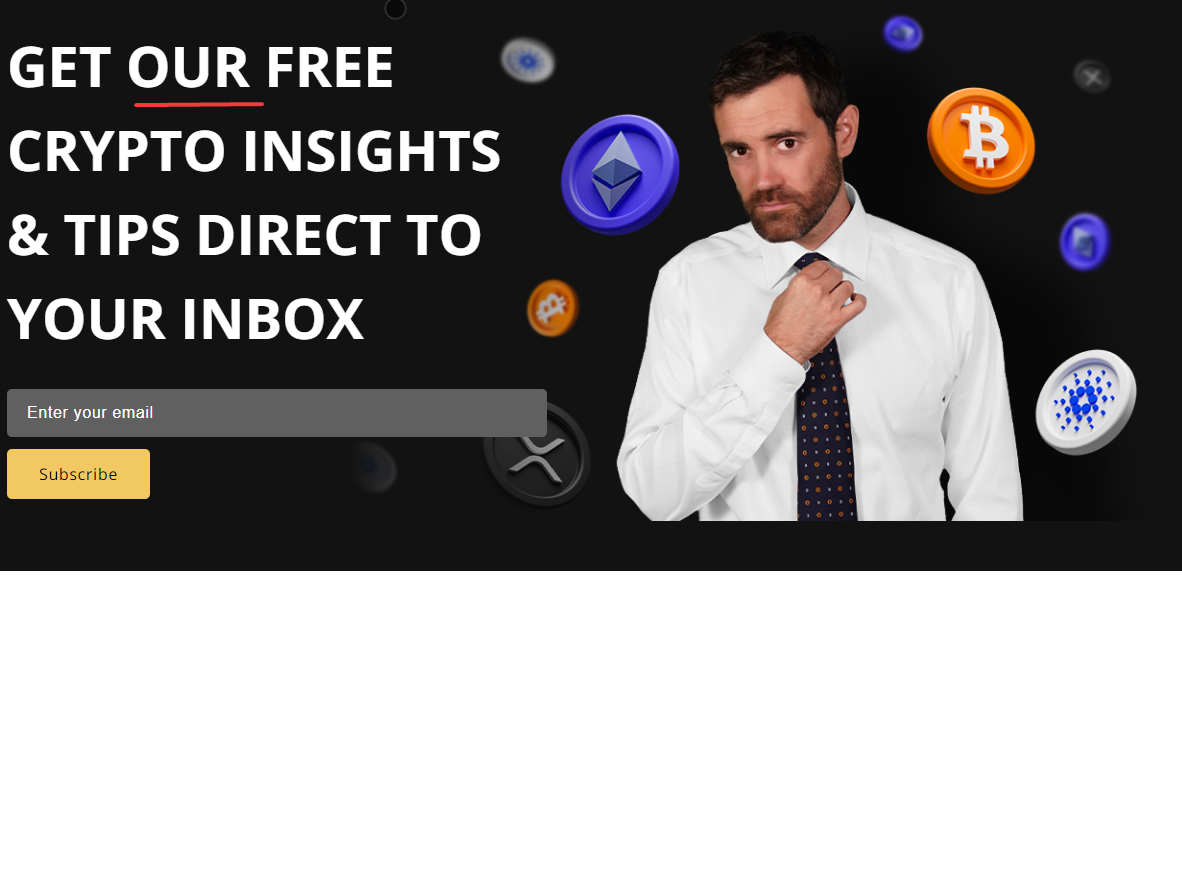 GET OUR FREE
CRYPTO INSIGHTS
& TIPS DIRECT TO
YOUR INBOX
Enter your email
Subscribe